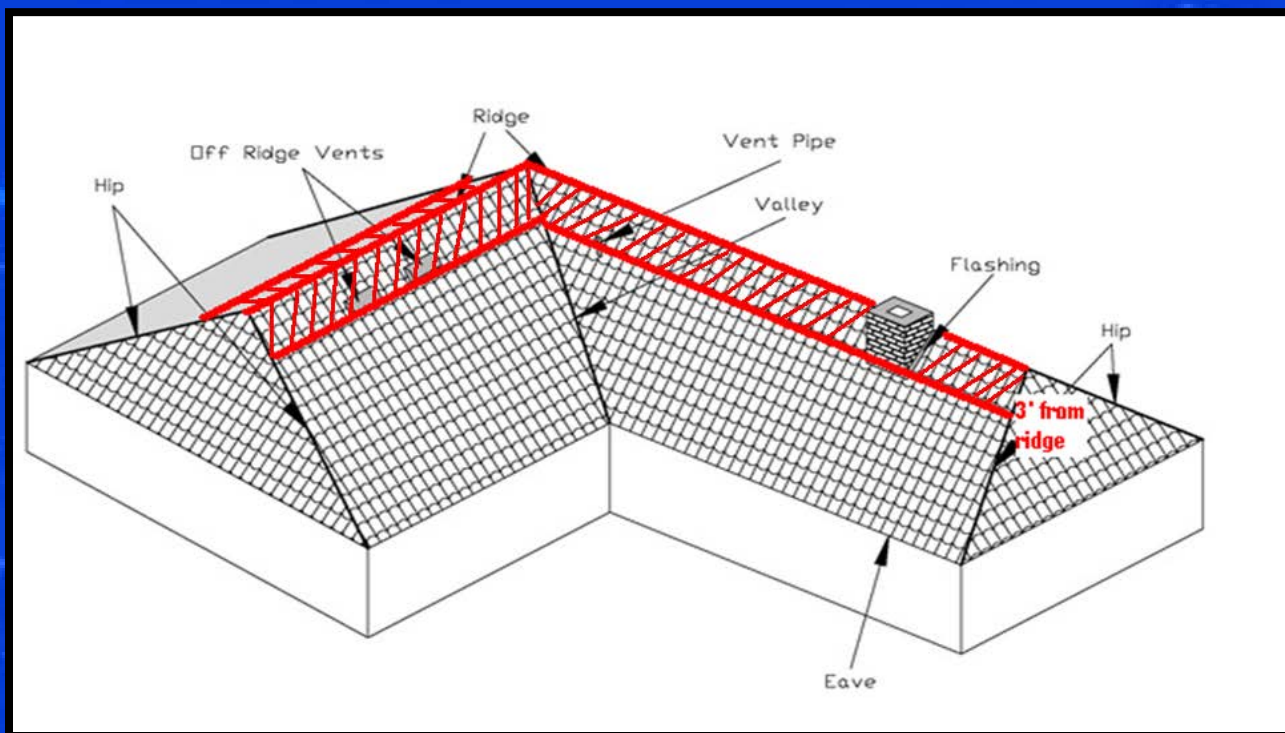 Ridge
Off Ridge Vents
Vent Pipe
Hip
Valley
Flashing
Hip
3' from
ridge
Eave